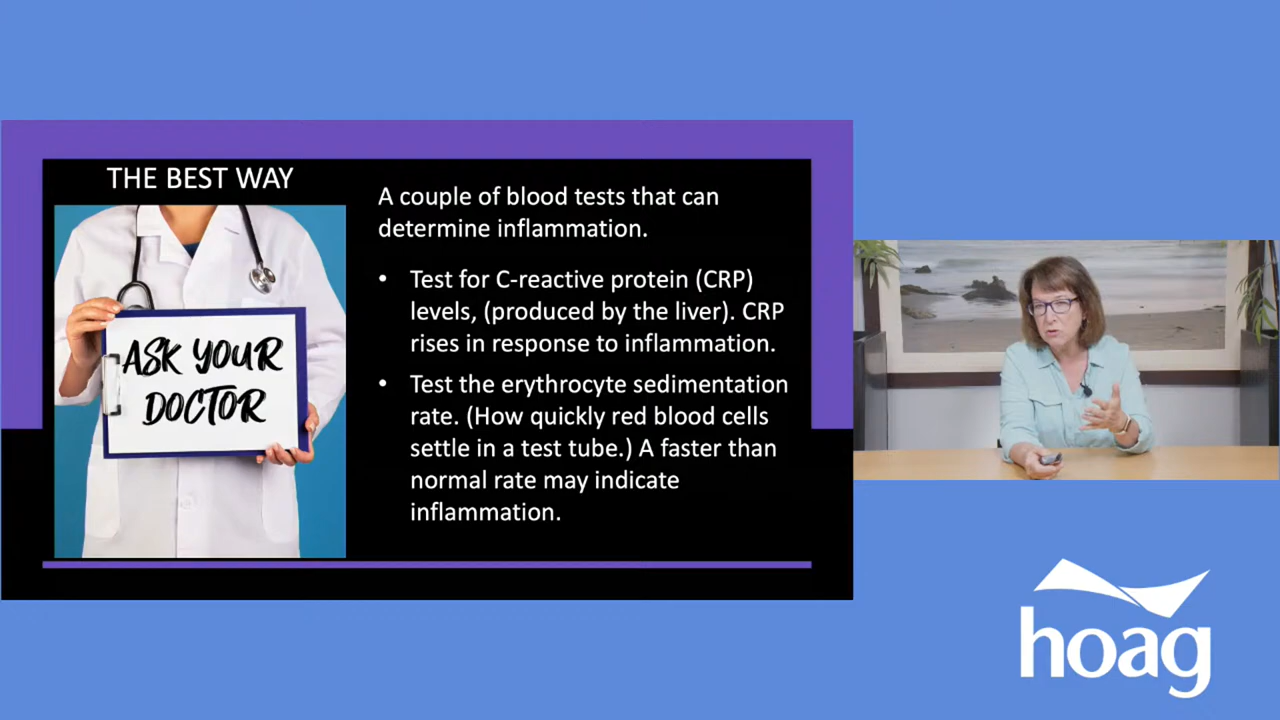 THE BEST WAY
ASK YOUR
DOCTOR
A couple of blood tests that can
determine inflammation.
• Test for C-reactive protein (CRP)
levels, (produced by the liver). CRP
rises in response to inflammation.
• Test the erythrocyte sedimentation
rate. (How quickly red blood cells
settle in a test tube.) A faster than
normal rate may indicate
inflammation.
hoag